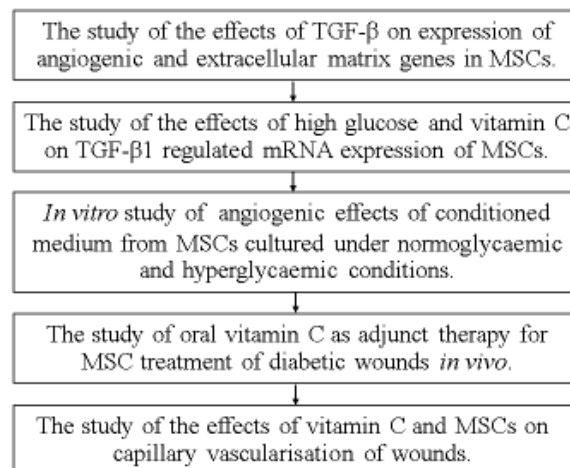 The study of the effects of TGF-β on expression of
angiogenic and extracellular matrix genes in MSCs.
The study of the effects of high glucose and vitamin C
on TGF-β1 regulated mRNA expression of MSCs.
In vitro study of angiogenic effects of conditioned
medium from MSCs cultured under normoglycaemic
and hyperglycaemic conditions.
The study of oral vitamin C as adjunct therapy for
MSC treatment of diabetic wounds in vivo.
The study of the effects of vitamin C and MSCs on
capillary vascularisation of wounds.